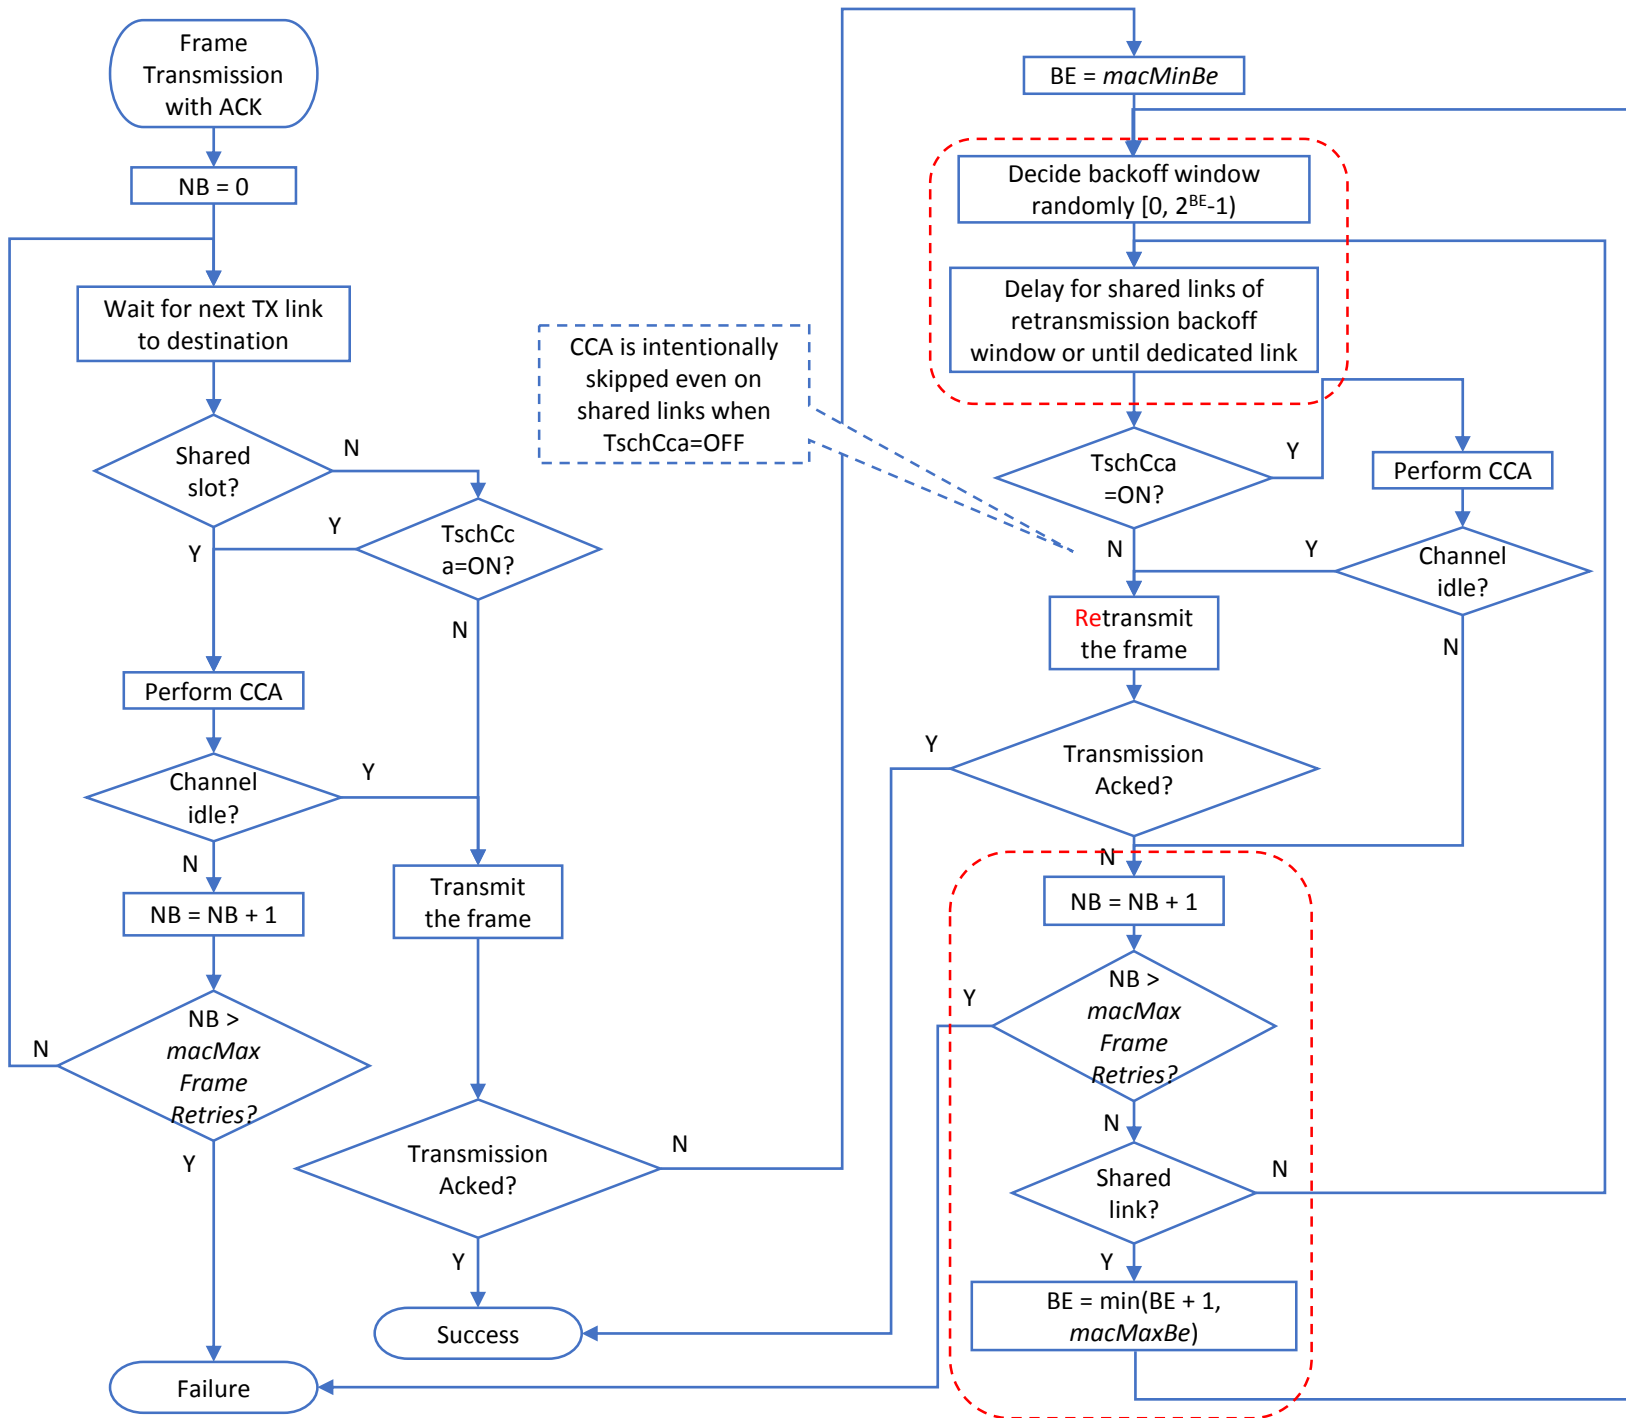 Frame
Transmission
with ACK
NB = 0
Wait for next TX link
to destination
Shared
slot?
N
Y
TschCc
a=ON?
Y
N
Perform CCA
Channel
idle?
Y
N
NB = NB + 1
NB >
macMax
Frame
Retries?
N
Y
Transmit
the frame
Transmission
Acked?
N
Y
Success
Failure
CCA is intentionally
skipped even on
shared links when
TschCca=OFF
BE = macMinBe
Decide backoff window
randomly [0, 2^BE-1)
Delay for shared links of
retransmission backoff
window or until dedicated link
TschCca
=ON?
Y
N
Perform CCA
Channel
idle?
Y
N
Retransmit
the frame
Transmission
Acked?
Y
N
NB = NB + 1
NB >
macMax
Frame
Retries?
Y
N
Shared
link?
N
Y
BE = min(BE + 1,
macMaxBe)